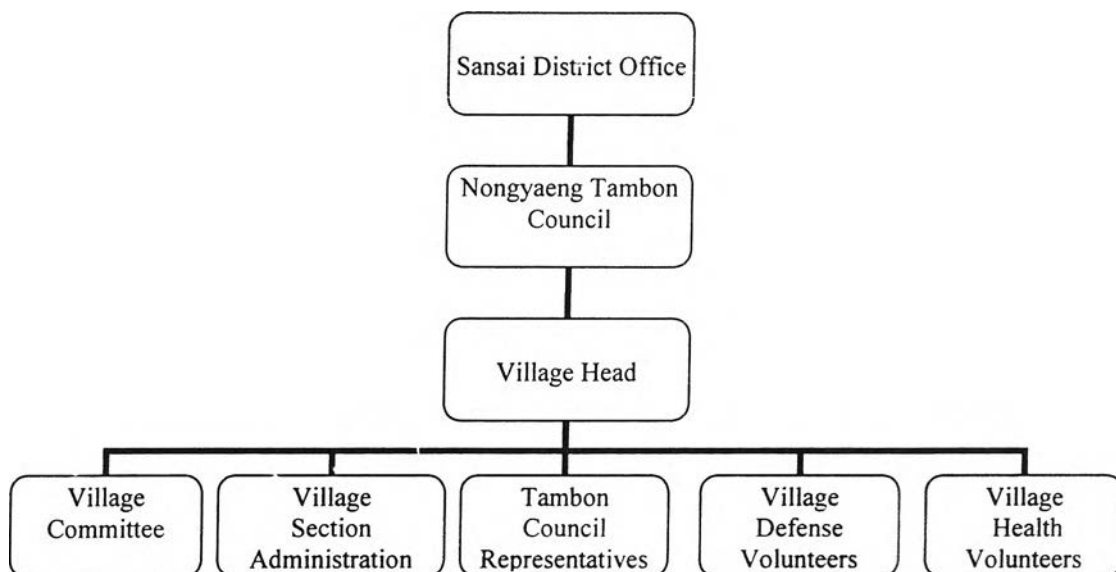 Sansai District Office
Nongyaeng Tambon
Council
Village Head
Village
Committee
Village
Section
Administration
Tambon
Council
Representatives
Village
Defense
Volunteers
Village
Health
Volunteers